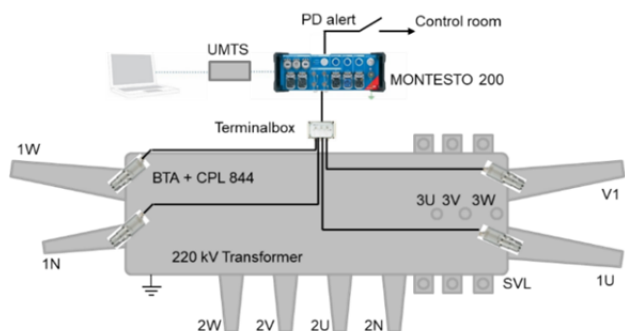 PD alert
Control room
UMTS
MONTESTO 200
Terminalbox
1W
BTA + CPL 844
V1
3U 3V 3W
1N
220 kV Transformer
1U
SVL
2W
2V
2U
2N